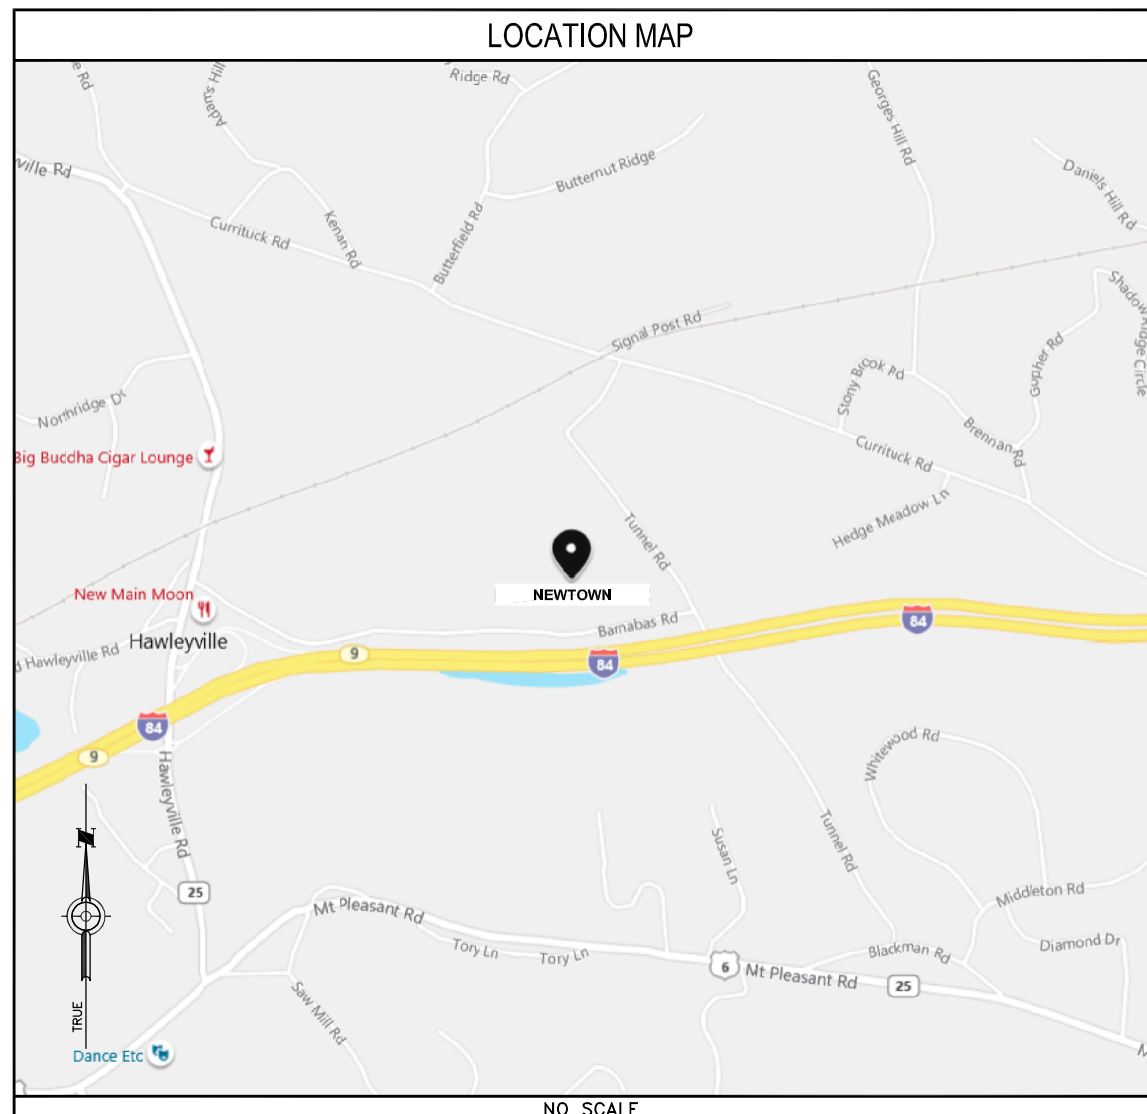 LOCATION MAP
e Rd
Adams Hill
Ridge Rd
Georges Hill Rd
ville Rd
Butternut Ridge
Daniels Hill Rd
Currituck Rd
Kenan Rd
Butterfield Rd
Signal Post Rd
Shadow Ridge Circle
Gopher Rd
Stony Brook Rd
Northridge Dr
Brennan Rd
Big Buddha Cigar Lounge
Currituck Rd
Hedge Meadow Ln
Tunnel Rd
New Main Moon
NEWTOWN
Barnabas Rd
84
Hawleyville
d Hawleyville Rd
9
84
84
9
Whitewood Rd
Hawleyville Rd
N
Tunnel Rd
Susan Ln
25
Middleton Rd
Mt Pleasant Rd
Diamond Dr
Tory Ln
Tory Ln
Blackman Rd
6
Mt Pleasant Rd
25
Saw Mill Rd
TRUE
Dance Etc
M
NO SCALE